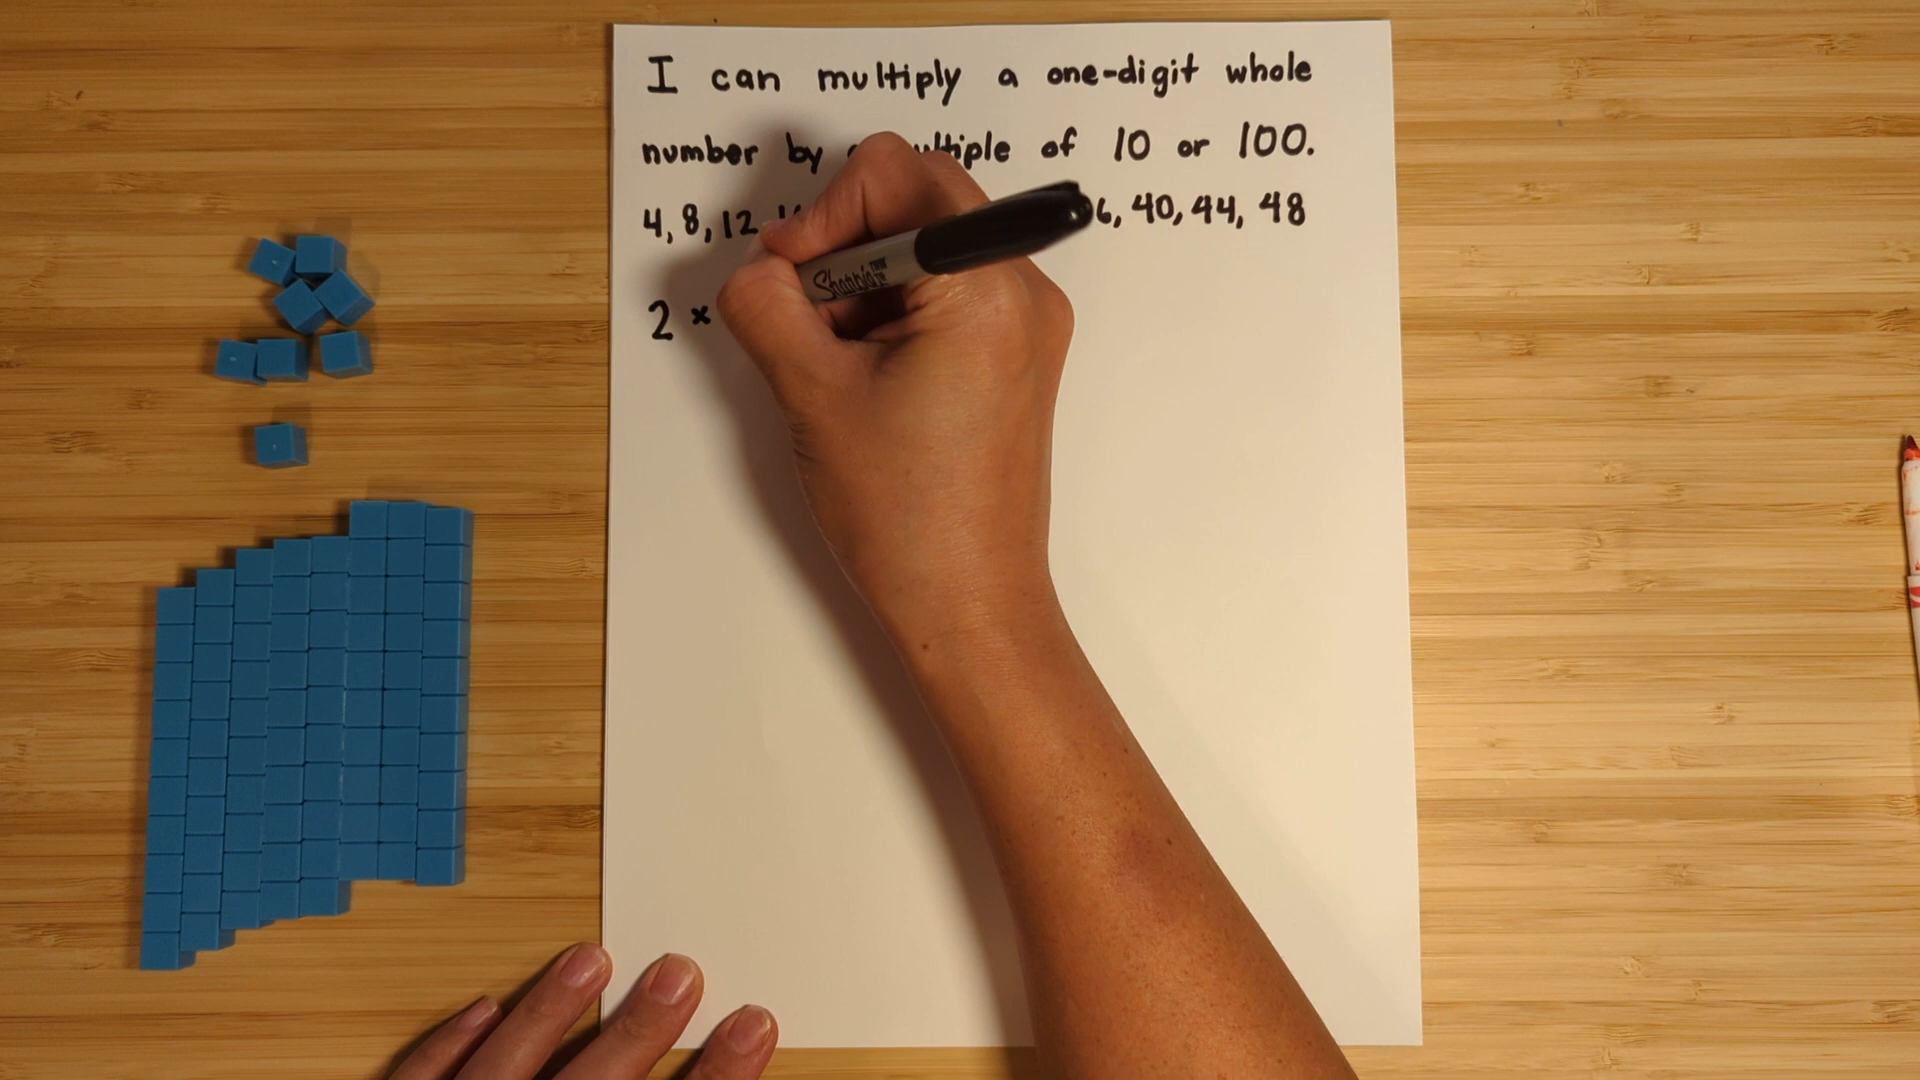 I can multiply a one-digit whole
number by multiple of 10 or 100.
4, 8, 12, 40, 44, 48
2 ×
Sharpie